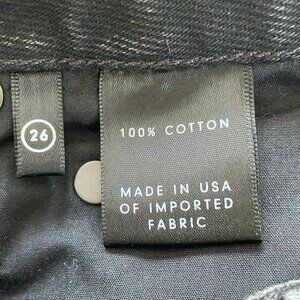 26
100% COTTON
MADE IN USA
OF IMPORTED
FABRIC